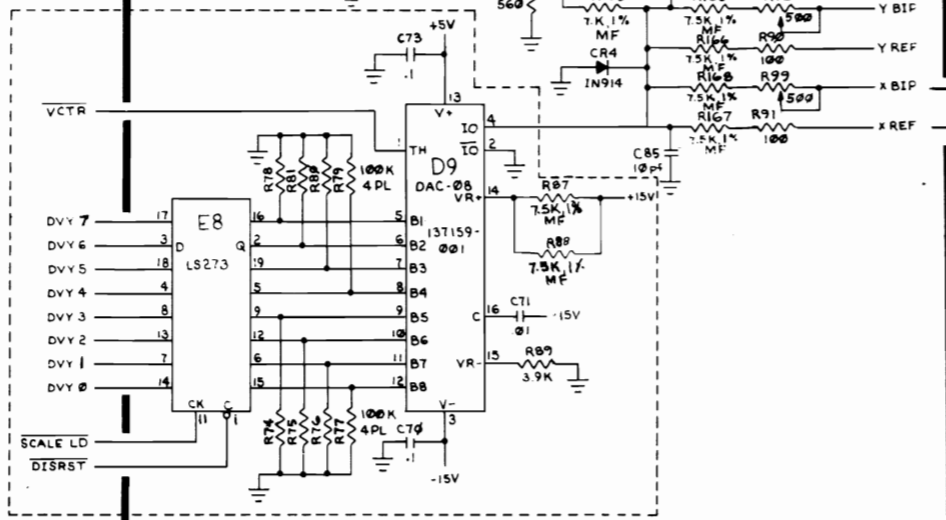 560
7.K,1%
MF
7.5K,1%
MF
500
Y BIP
R166
7.5K,1%
MF
R90
100
Y REF
CR4
IN914
R168
7.5K,1%
MF
R99
500
X BIP
R167
7.5K,1%
MF
R91
100
X REF
C85
10pf
+5V
C73
.1
13
V+
VCTR
1
TH
IO
4
IO
2
D9
DAC-08
137159-
001
R78
R81
R80
R79
100K
4PL
14
VR+
R87
7.5K,1%
MF
+15V
R88
7.5K,1%
MF
E8
LS273
D
Q
DVY 7
17
16
5
B1
DVY 6
3
2
6
B2
DVY 5
18
19
7
B3
DVY 4
4
5
8
B4
DVY 3
8
9
9
B5
DVY 2
13
12
10
B6
DVY 1
7
6
11
B7
DVY 0
14
15
12
B8
C
16
C71
.01
-15V
VR-
15
R89
3.9K
CK
11
C
1
R74
R75
R76
R77
100K
4PL
V-
3
C70
.1
-15V
SCALE LD
DISRST